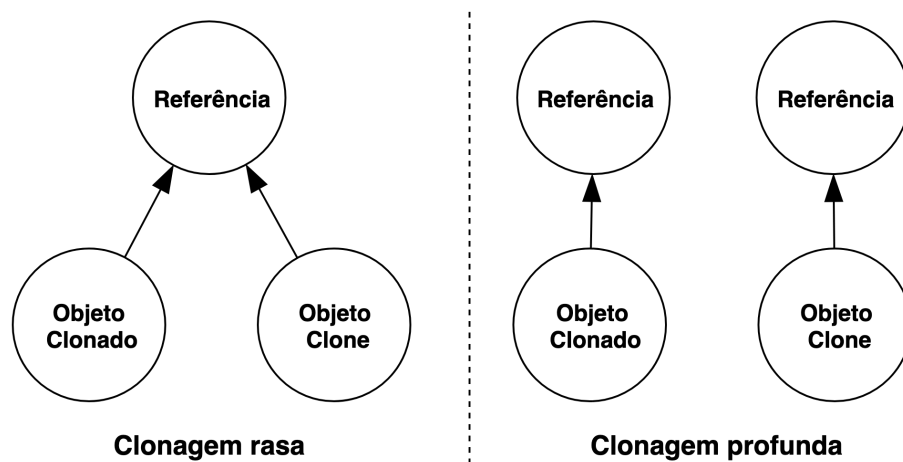 Referência
Objeto
Clonado
Objeto
Clone
Clonagem rasa
Referência
Referência
Objeto
Clonado
Objeto
Clone
Clonagem profunda